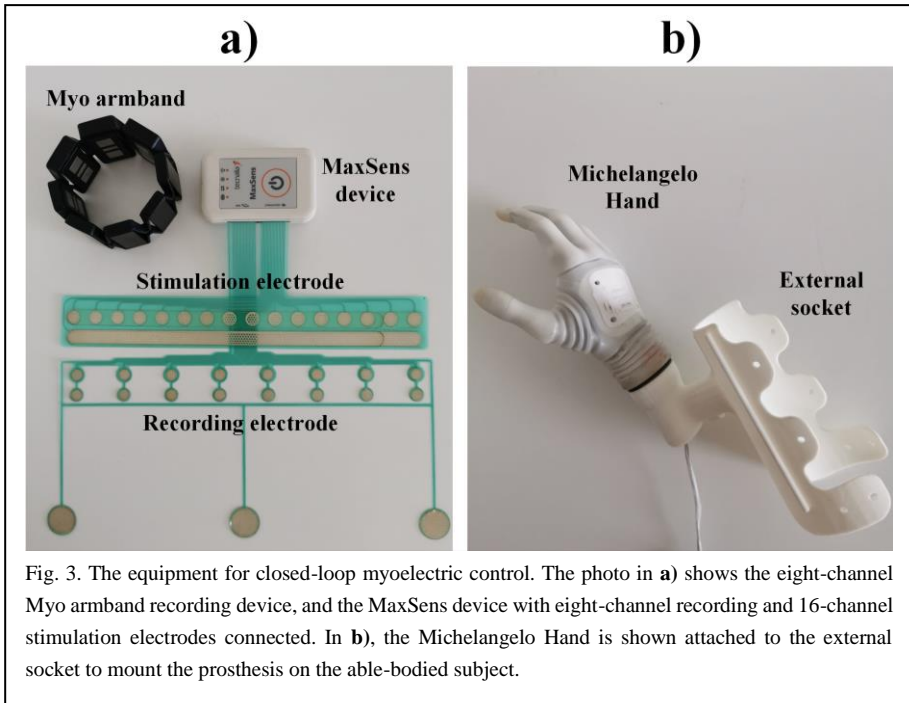 a)
b)
Myo armband
MaxSens
device
MaxSens
Stimulation electrode
Recording electrode
Michelangelo
Hand
External
socket
Fig. 3. The equipment for closed-loop myoelectric control. The photo in a) shows the eight-channel
Myo armband recording device, and the MaxSens device with eight-channel recording and 16-channel
stimulation electrodes connected. In b), the Michelangelo Hand is shown attached to the external
socket to mount the prosthesis on the able-bodied subject.